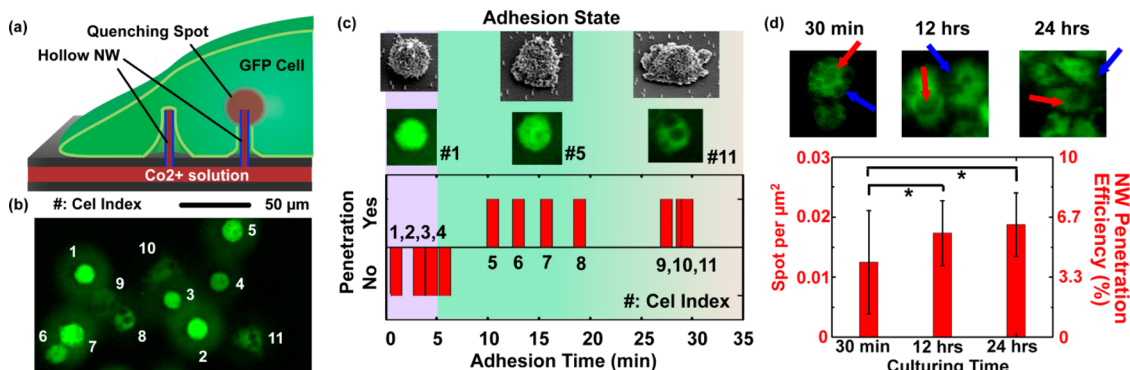 (a)
Quenching Spot
Hollow NW
GFP Cell
Co2+ solution
(b)
#: Cel Index
50 µm
1
2
3
4
5
6
7
8
9
10
11
(c)
Adhesion State
#1
#5
#11
Penetration
Yes
No
1,2,3,4
5
6
7
8
9,10,11
#: Cel Index
0
5
10
15
20
25
30
35
Adhesion Time (min)
(d)
30 min
12 hrs
24 hrs
Spot per µm²
0.03
0.02
0.01
0
*
*
10
6.7
3.3
0
NW Penetration
Efficiency (%)
30 min
12 hrs
24 hrs
Culturing Time